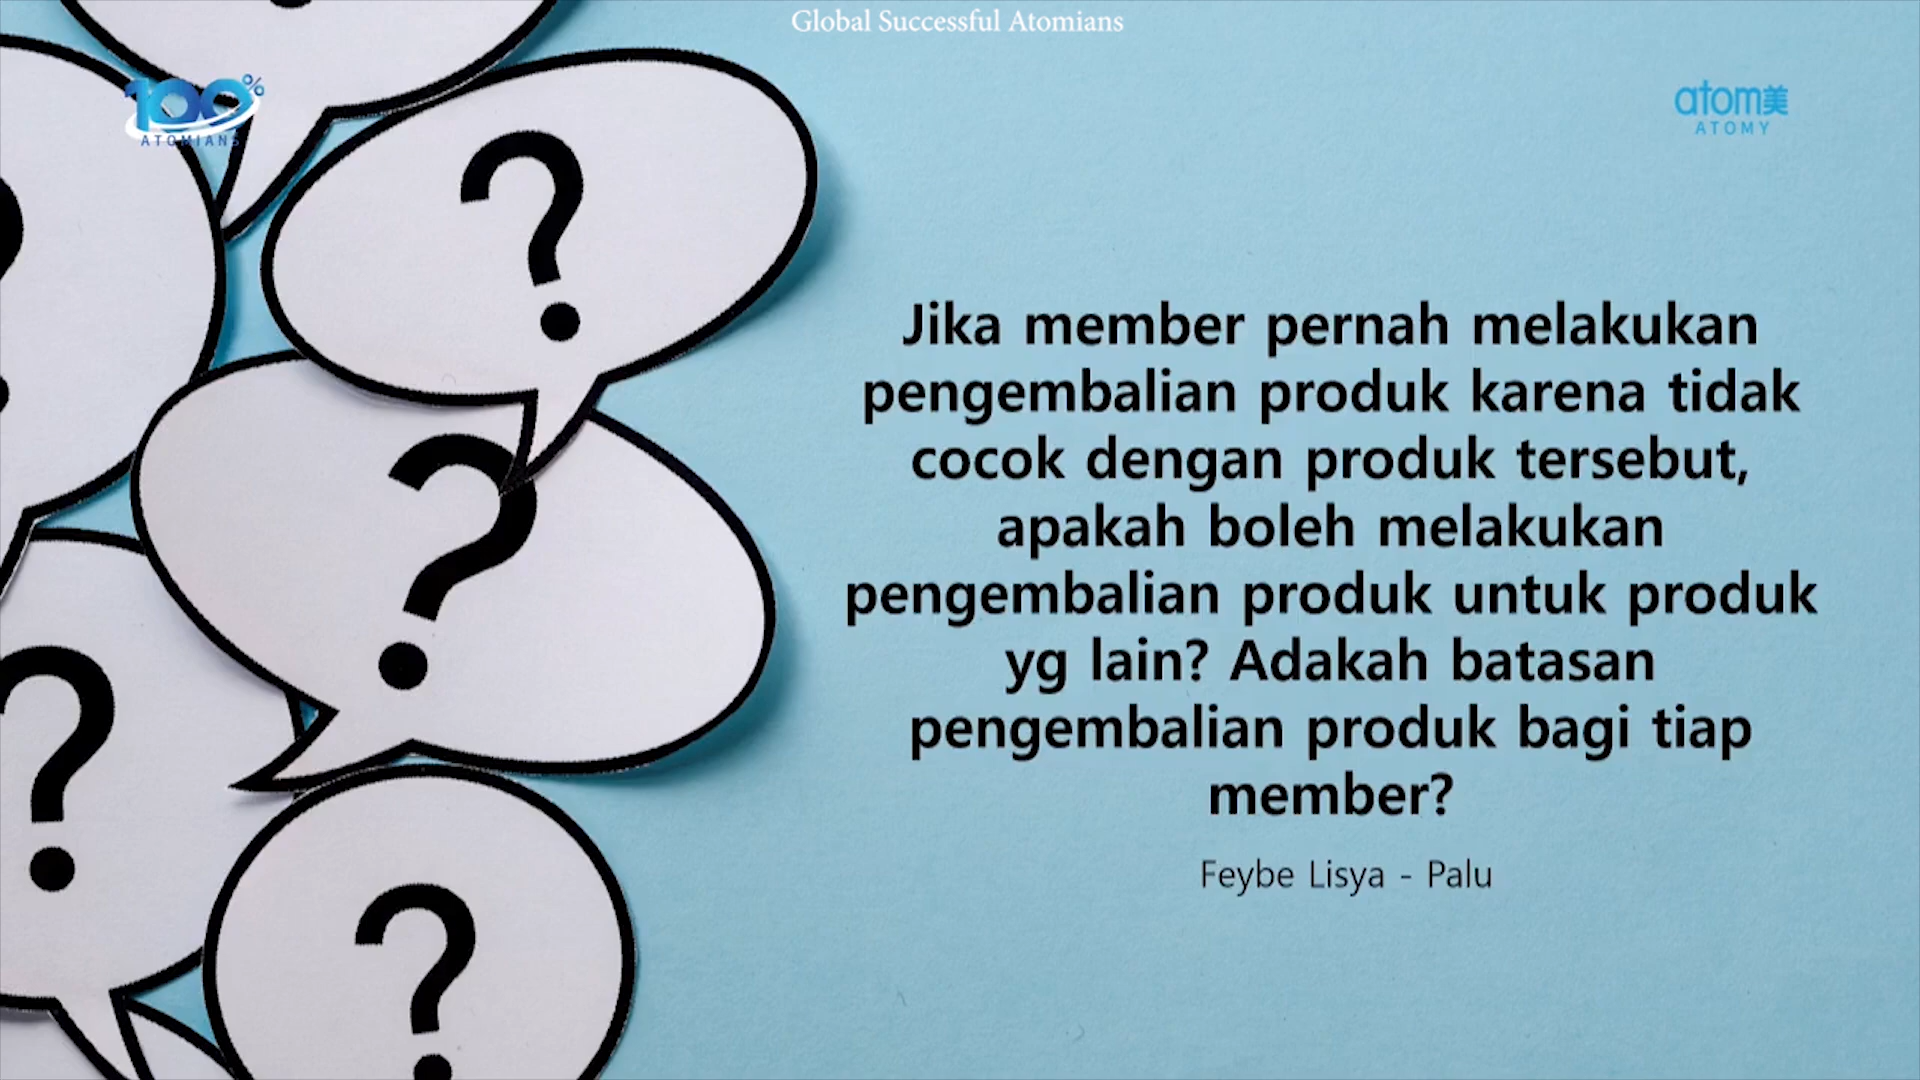 Global Successful Atomians
100%
ATOMIANS
atom美
ATOMY
?
?
?
?
Jika member pernah melakukan
pengembalian produk karena tidak
cocok dengan produk tersebut,
apakah boleh melakukan
pengembalian produk untuk produk
yg lain? Adakah batasan
pengembalian produk bagi tiap
member?
Feybe Lisya - Palu